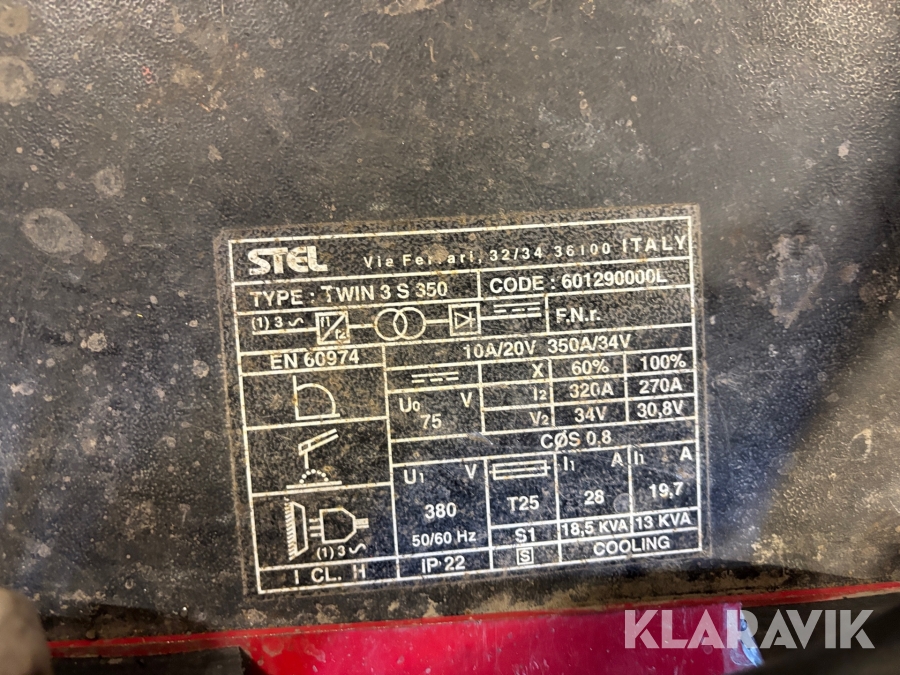 STEL Via Ferrari, 32/34 36100 ITALY
TYPE : TWIN 3 S 350 CODE : 601290000L
(1) 3 ~ f1 f2 F.N.r.
EN 60974 10A/20V 350A/34V
X 60% 100%
U0 V I2 320A 270A
75 V2 34V 30,8V
CØS 0,8
U1 V I1 A I1 A
380 T25 28 19,7
50/60 Hz S1 18,5 KVA 13 KVA
(1) 3 ~
I CL. H IP 22 S COOLING
KLARAVIK